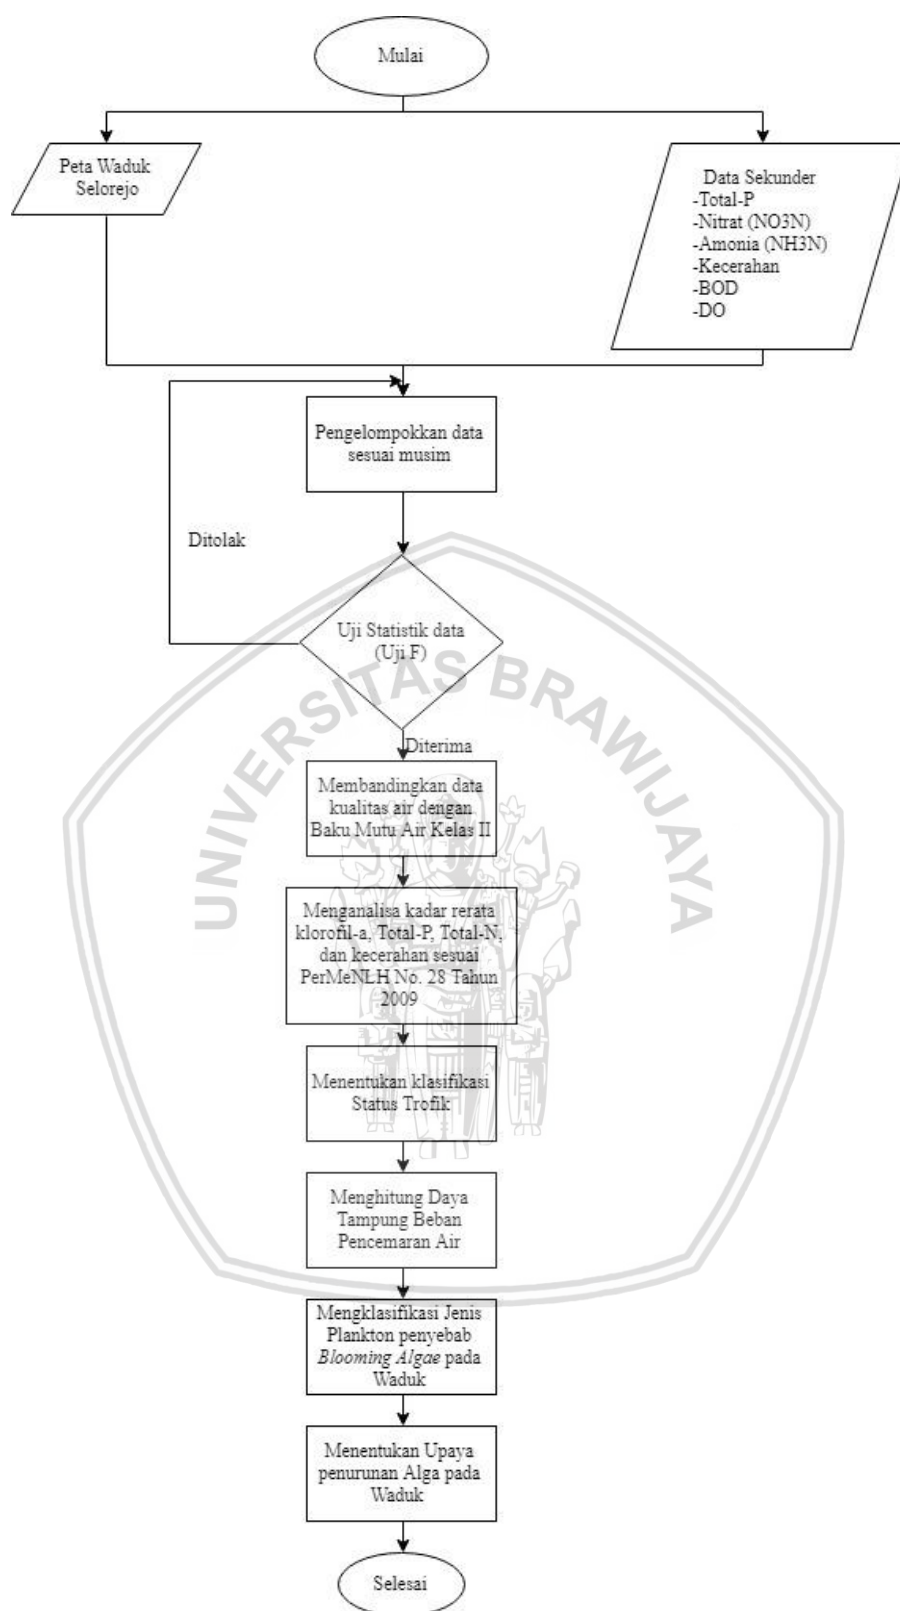 Mulai
Peta Waduk
Selorejo
Data Sekunder
-Total-P
-Nitrat (NO3N)
-Amonia (NH3N)
-Kecerahan
-BOD
-DO
Pengelompokkan data
sesuai musim
Ditolak
Uji Statistik data
(Uji F)
Diterima
Membandingkan data
kualitas air dengan
Baku Mutu Air Kelas II
Menganalisa kadar rerata
klorofil-a, Total-P, Total-N,
dan kecerahan sesuai
PerMeNLH No. 28 Tahun
2009
Menentukan klasifikasi
Status Trofik
Menghitung Daya
Tampung Beban
Pencemaran Air
Mengklasifikasi Jenis
Plankton penyebab
Blooming Algae pada
Waduk
Menentukan Upaya
penurunan Alga pada
Waduk
Selesai
UNIVERSITAS BRAWIJAYA